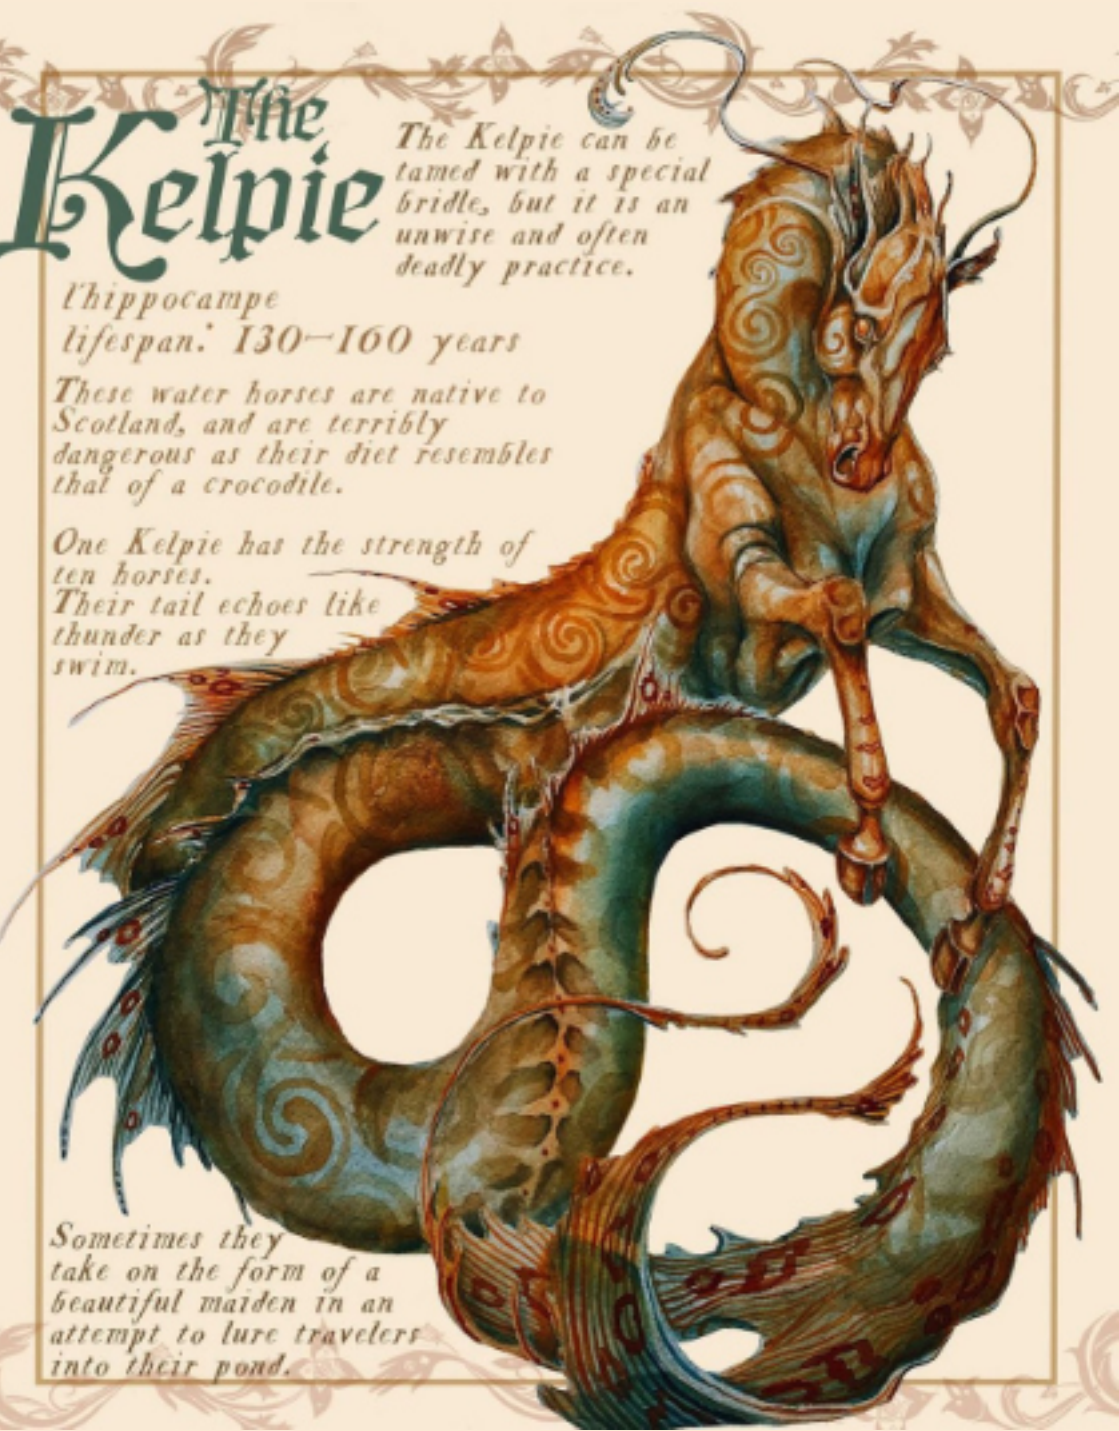 The
Kelpie
The Kelpie can be
tamed with a special
bridle, but it is an
unwise and often
deadly practice.
l'hippocampe
lifespan: 130–160 years
These water horses are native to
Scotland, and are terribly
dangerous as their diet resembles
that of a crocodile.
One Kelpie has the strength of
ten horses.
Their tail echoes like
thunder as they
swim.
Sometimes they
take on the form of a
beautiful maiden in an
attempt to lure travelers
into their pond.